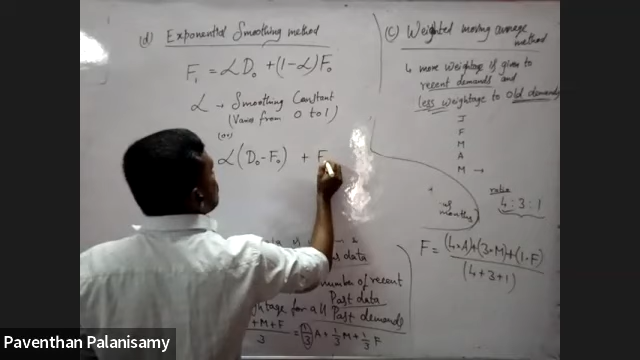 (d) Exponential Smoothing method
F₁ = αD₀ + (1-α)F₀
α → Smoothing Constant
(Varies from 0 to 1)
(or)
α(D₀-F₀) + F
(c) Weighted moving average
method
↳ more weightage is given to
recent demands and
less weightage to old demands
J
F
M
A
M →
ratio
4 : 3 : 1
months
F = (4×A)+(3×M)+(1×F)
(4+3+1)
data
number of recent
Past data
for all Past demands
+M+F
3
= (1/3)A + 1/3 M + 1/3 F
Paventhan Palanisamy